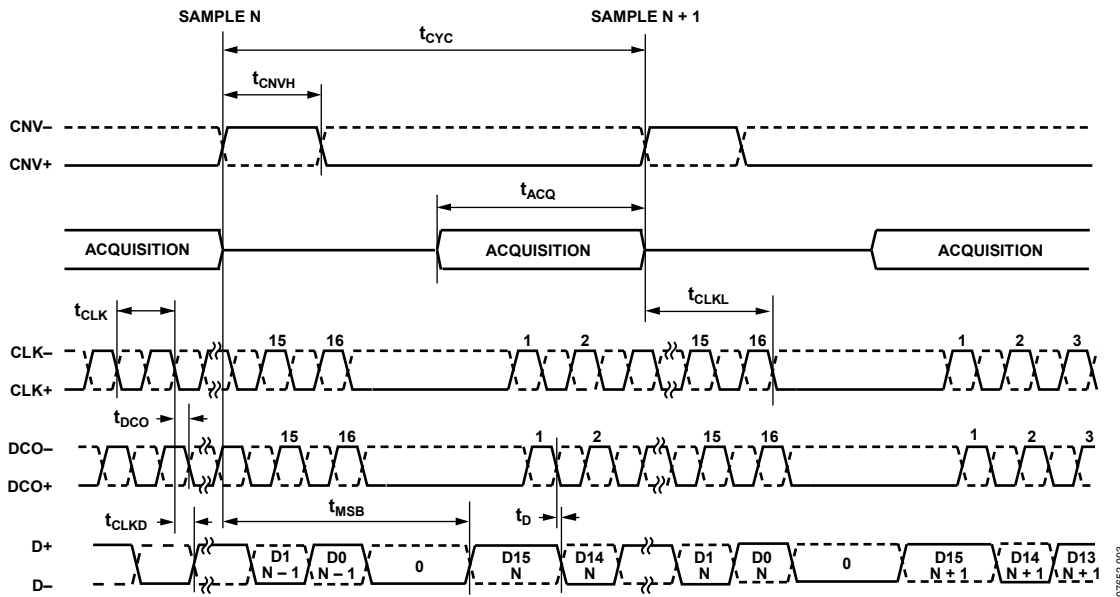 SAMPLE N SAMPLE N + 1
tCYC
tCNVH
CNV–
CNV+
tACQ
ACQUISITION ACQUISITION ACQUISITION
tCLK tCLKL
15 16 1 2 15 16 1 2 3
CLK–
CLK+
tDCO
15 16 1 2 15 16 1 2 3
DCO–
DCO+
tCLKD tMSB tD
D+
D–
D1 N – 1 D0 N – 1 0 D15 N D14 N D1 N D0 N 0 D15 N + 1 D14 N + 1 D13 N + 1
07652-002